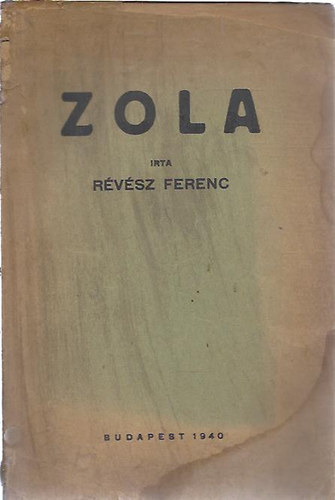 ZOLA
IRTA
RÉVÉSZ FERENC
BUDAPEST 1940